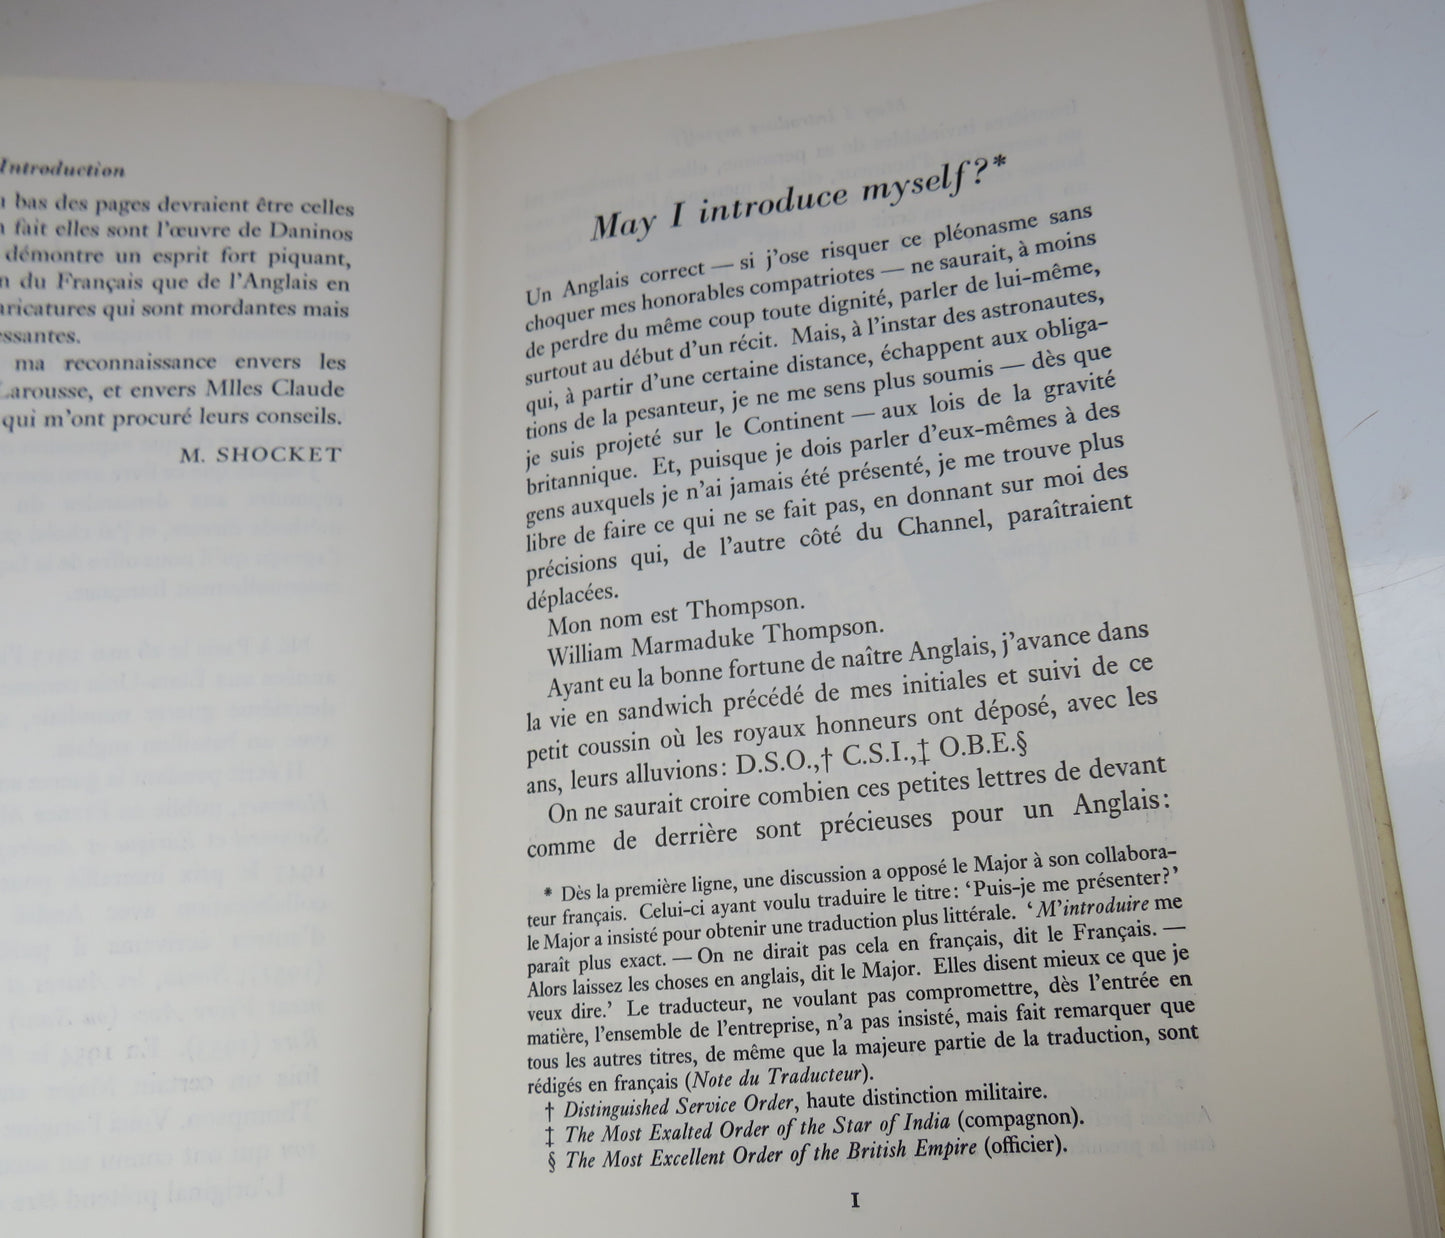 Introduction
bas des pages devraient être celles
fait elles sont l'œuvre de Daninos
démontre un esprit fort piquant,
du Français que de l'Anglais en
qui sont mordantes mais
ma reconnaissance envers les
Larousse, et envers Mlles Claude
qui m'ont procuré leurs conseils.
M. SHOCKET
May I introduce myself?*
Un Anglais correct — si j'ose risquer ce pléonasme sans
choquer mes honorables compatriotes — ne saurait, à moins
de perdre du même coup toute dignité, parler de lui-même,
surtout au début d'un récit. Mais, à l'instar des astronautes,
qui, à partir d'une certaine distance, échappent aux obliga-
tions de la pesanteur, je ne me sens plus soumis — dès que
je suis projeté sur le Continent — aux lois de la gravité
britannique. Et, puisque je dois parler d'eux-mêmes à des
gens auxquels je n'ai jamais été présenté, je me trouve plus
libre de faire ce qui ne se fait pas, en donnant sur moi des
précisions qui, de l'autre côté du Channel, paraîtraient
déplacées.
Mon nom est Thompson.
William Marmaduke Thompson.
Ayant eu la bonne fortune de naître Anglais, j'avance dans
la vie en sandwich précédé de mes initiales et suivi de ce
petit coussin où les royaux honneurs ont déposé, avec les
ans, leurs alluvions: D.S.O.,† C.S.I.,‡ O.B.E.§
On ne saurait croire combien ces petites lettres de devant
comme de derrière sont précieuses pour un Anglais:
* Dès la première ligne, une discussion a opposé le Major à son collabora-
teur français. Celui-ci ayant voulu traduire le titre: 'Puis-je me présenter?'
le Major a insisté pour obtenir une traduction plus littérale. 'M'introduire me
paraît plus exact. — On ne dirait pas cela en français, dit le Français. —
Alors laissez les choses en anglais, dit le Major. Elles disent mieux ce que je
veux dire.' Le traducteur, ne voulant pas compromettre, dès l'entrée en
matière, l'ensemble de l'entreprise, n'a pas insisté, mais fait remarquer que
tous les autres titres, de même que la majeure partie de la traduction, sont
rédigés en français (Note du Traducteur).
† Distinguished Service Order, haute distinction militaire.
‡ The Most Exalted Order of the Star of India (compagnon).
§ The Most Excellent Order of the British Empire (officier).
I